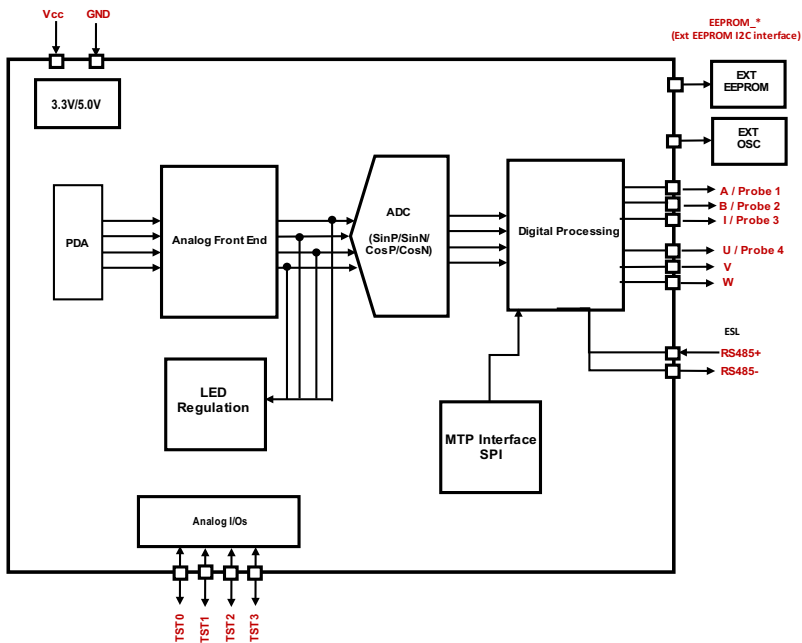 Vcc
GND
EEPROM_*
(Ext EEPROM I2C interface)
3.3V/5.0V
EXT
EEPROM
EXT
OSC
PDA
Analog Front End
ADC
(SinP/SinN/
CosP/CosN)
Digital Processing
A / Probe 1
B / Probe 2
I / Probe 3
U / Probe 4
V
W
ESL
RS485+
RS485-
LED
Regulation
MTP Interface
SPI
Analog I/Os
TST0
TST1
TST2
TST3